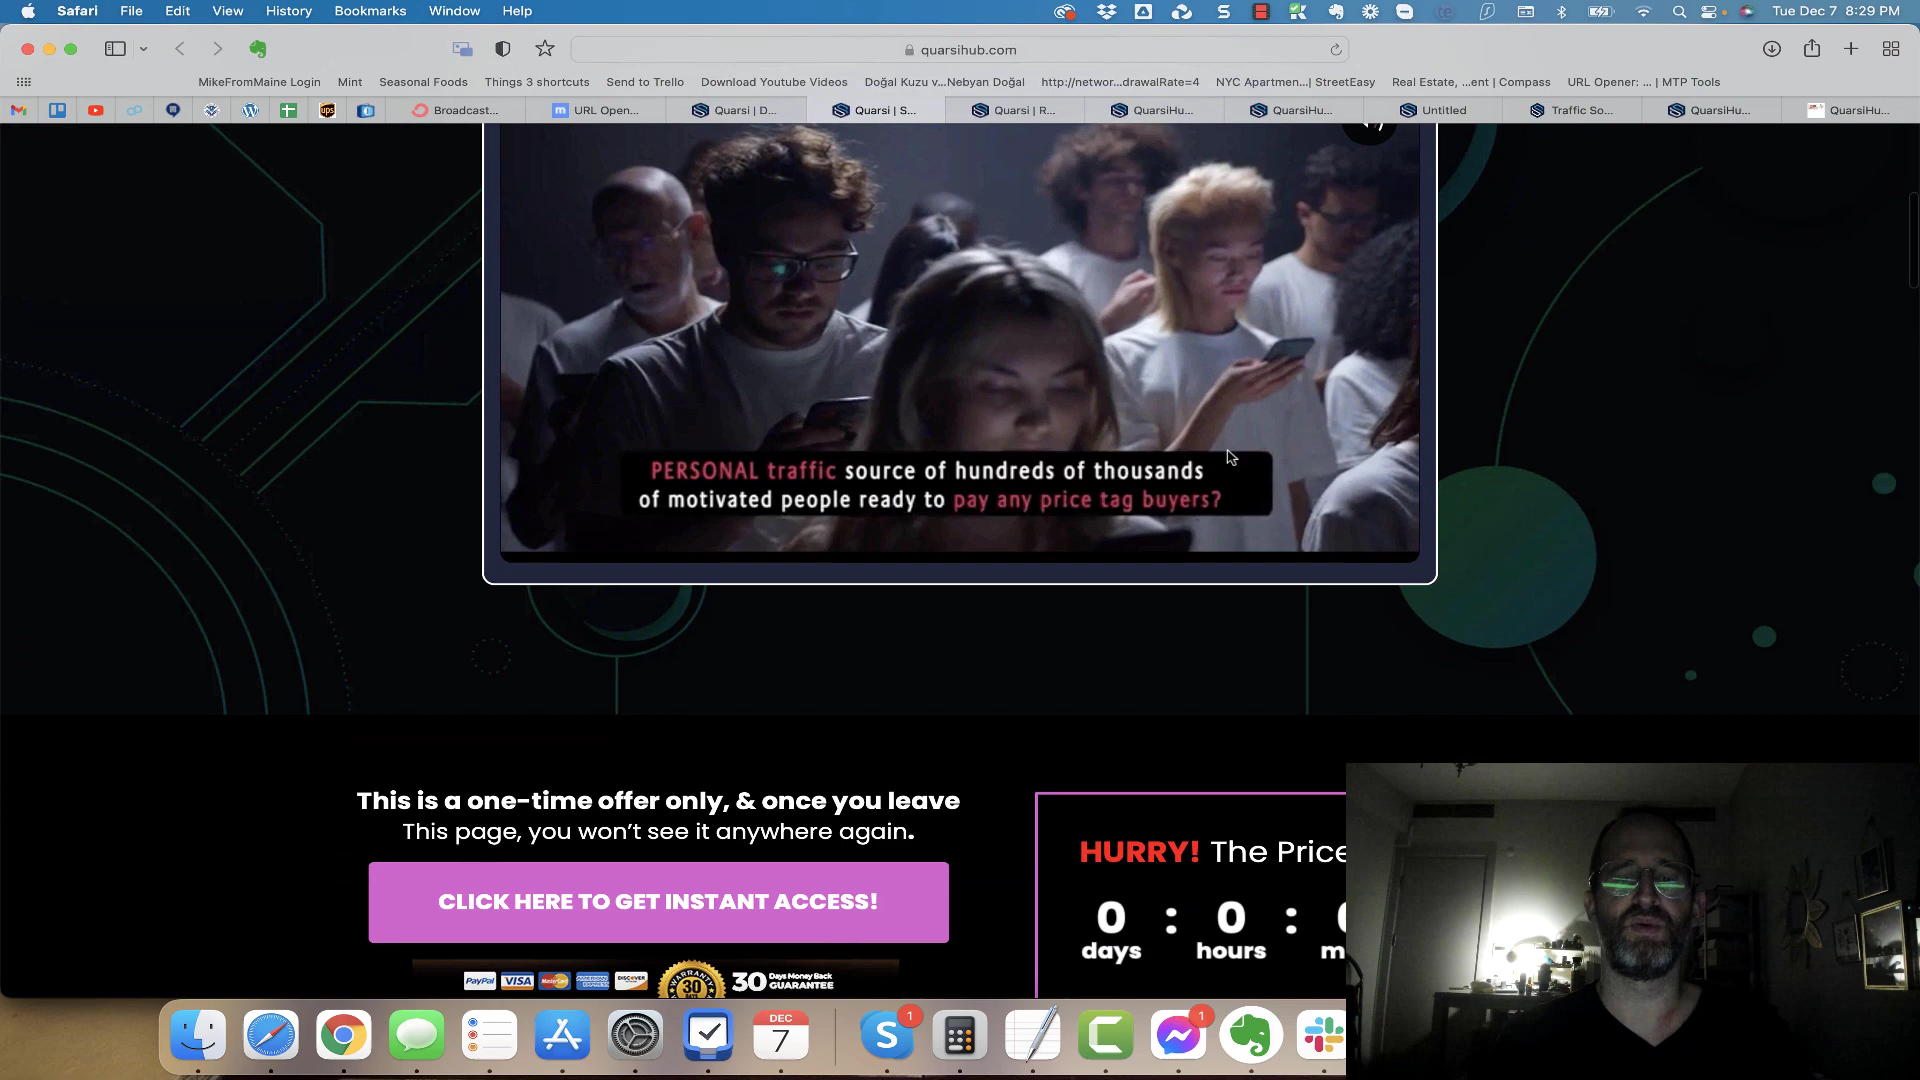 Safari File Edit View History Bookmarks Window Help
Tue Dec 7 8:29 PM
quarsihub.com
MikeFromMaine Login Mint Seasonal Foods Things 3 shortcuts Send to Trello Download Youtube Videos Doğal Kuzu v...Nebyan Doğal http://networ...drawalRate=4 NYC Apartmen...| StreetEasy Real Estate, ...ent | Compass URL Opener: ... | MTP Tools
Broadcast... URL Open... Quarsi | D... Quarsi | S... Quarsi | R... QuarsiHu... QuarsiHu... Untitled Traffic So... QuarsiHu... QuarsiHu...
PERSONAL traffic source of hundreds of thousands
of motivated people ready to pay any price tag buyers?
This is a one-time offer only, & once you leave
This page, you won't see it anywhere again.
CLICK HERE TO GET INSTANT ACCESS!
PayPal VISA MasterCard AMERICAN EXPRESS DISCOVER WARRANTY 30 30 Days Money Back GUARANTEE
HURRY! The Price
0 : 0 :
days hours m
DEC
7
1
1